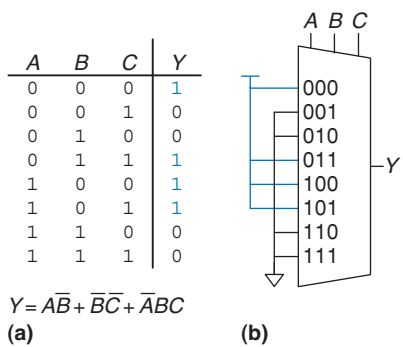 A B C Y
0 0 0 1
0 0 1 0
0 1 0 0
0 1 1 1
1 0 0 1
1 0 1 1
1 1 0 0
1 1 1 0
Y = AB̅ + B̅C̅ + A̅BC
(a)
A B C
000
001
010
011
100
101
110
111
Y
(b)